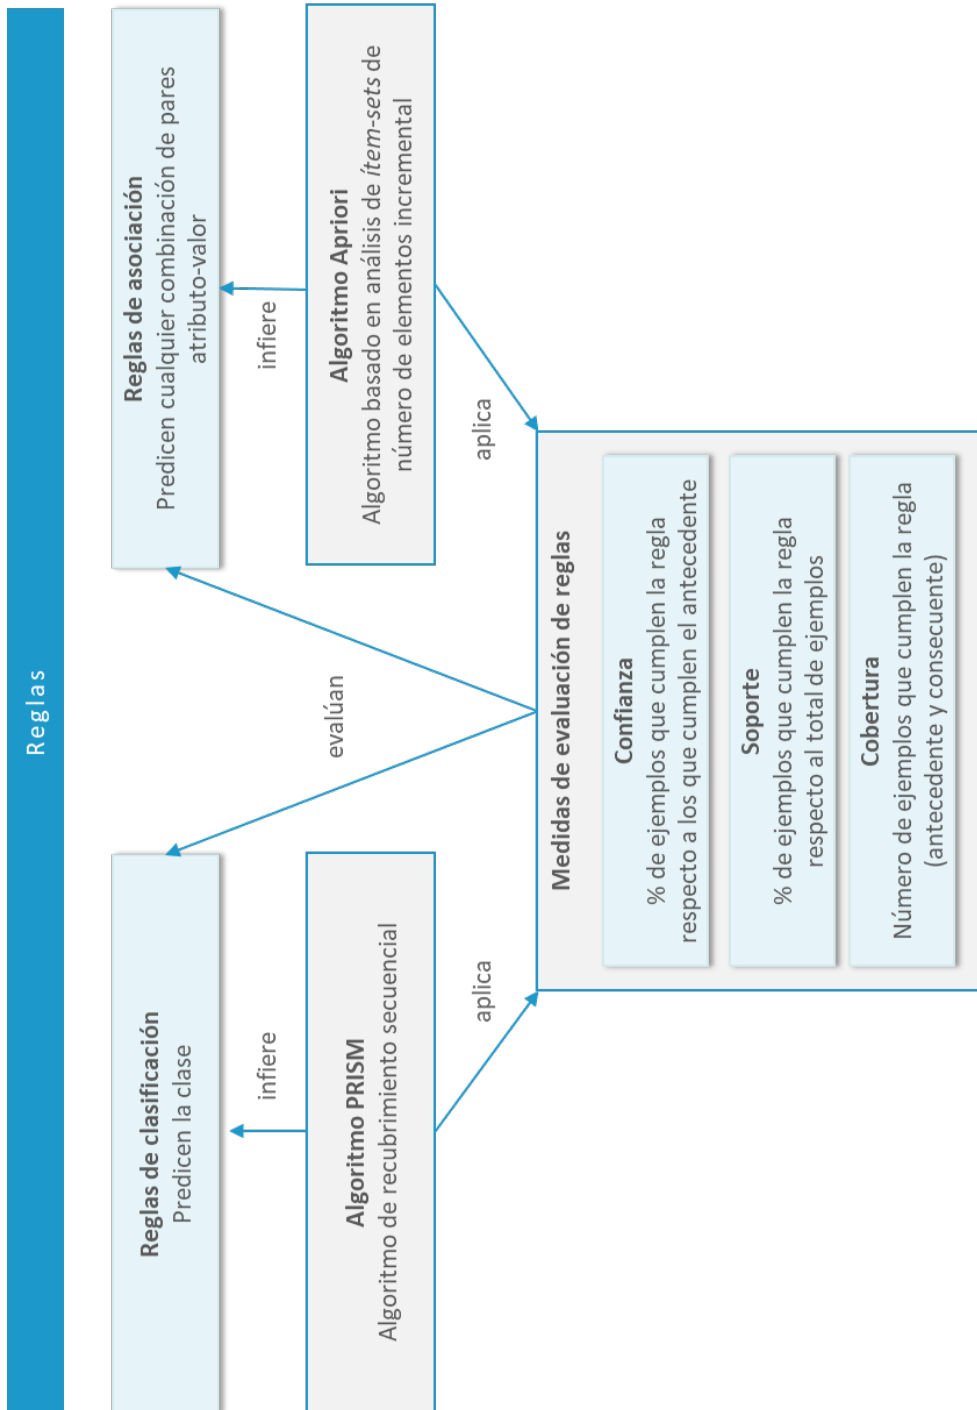 Reglas
Reglas de clasificación
Predicen la clase
Reglas de asociación
Predicen cualquier combinación de pares
atributo-valor
infiere
evalúan
infiere
Algoritmo PRISM
Algoritmo de recubrimiento secuencial
Algoritmo Apriori
Algoritmo basado en análisis de ítem-sets de
número de elementos incremental
aplica
aplica
Medidas de evaluación de reglas
Confianza
% de ejemplos que cumplen la regla
respecto a los que cumplen el antecedente
Soporte
% de ejemplos que cumplen la regla
respecto al total de ejemplos
Cobertura
Número de ejemplos que cumplen la regla
(antecedente y consecuente)